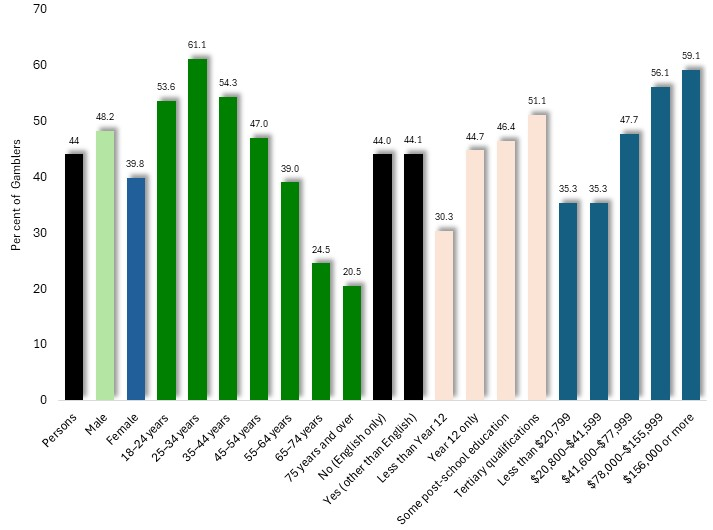 70
60
50
40
30
20
10
0
Per cent of Gamblers
44
48.2
39.8
53.6
61.1
54.3
47.0
39.0
24.5
20.5
44.0
44.1
30.3
44.7
46.4
51.1
35.3
35.3
47.7
56.1
59.1
Persons
Male
Female
18–24 years
25–34 years
35–44 years
45–54 years
55–64 years
65–74 years
75 years and over
No (English only)
Yes (other than English)
Less than Year 12
Year 12 only
Some post-school education
Tertiary qualifications
Less than $20,799
$20,800–$41,599
$41,600–$77,999
$78,000–$155,999
$156,000 or more